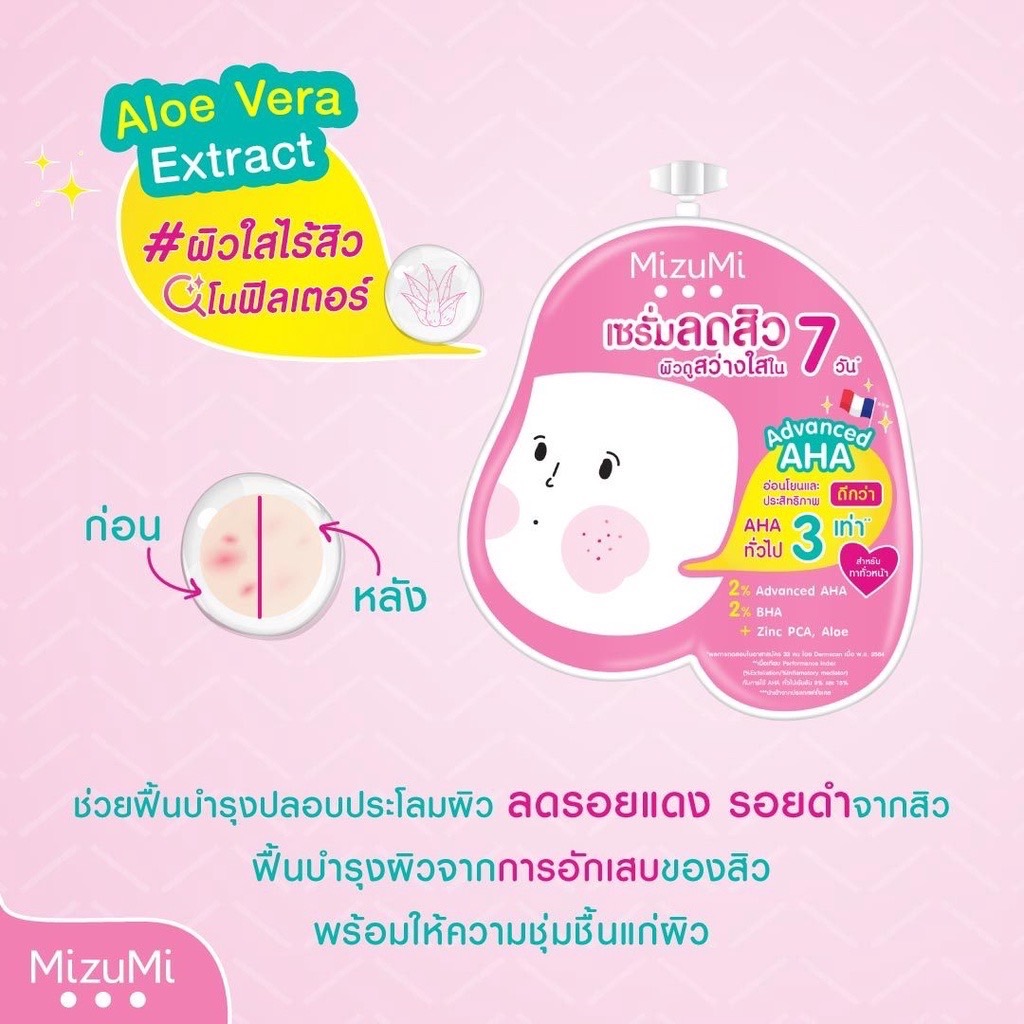 Aloe Vera
Extract
#ผิวใสไร้สิว
โนฟิลเตอร์
MizuMi
เซรั่มลดสิว 7 วัน*
ผิวดูสว่างใสใน
Advanced
AHA
อ่อนโยนและ
ประสิทธิภาพ ดีกว่า
AHA ทั่วไป 3 เท่า**
สำหรับ
ทาทั่วหน้า
2% Advanced AHA
2% BHA
+ Zinc PCA, Aloe
ก่อน
หลัง
ช่วยฟื้นบำรุงปลอบประโลมผิว ลดรอยแดง รอยดำจากสิว
ฟื้นบำรุงผิวจากการอักเสบของสิว
พร้อมให้ความชุ่มชื้นแก่ผิว
MizuMi